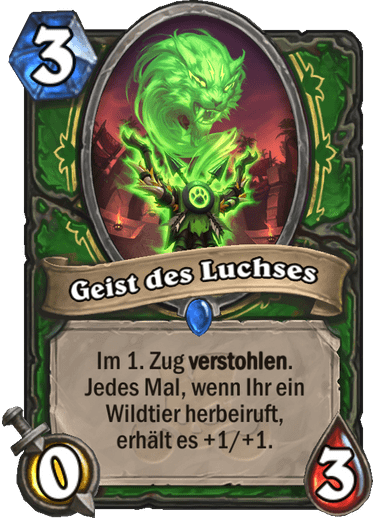 3
Geist des Luchses
Im 1. Zug verstohlen.
Jedes Mal, wenn Ihr ein
Wildtier herbeiruft,
erhält es +1/+1.
0
3